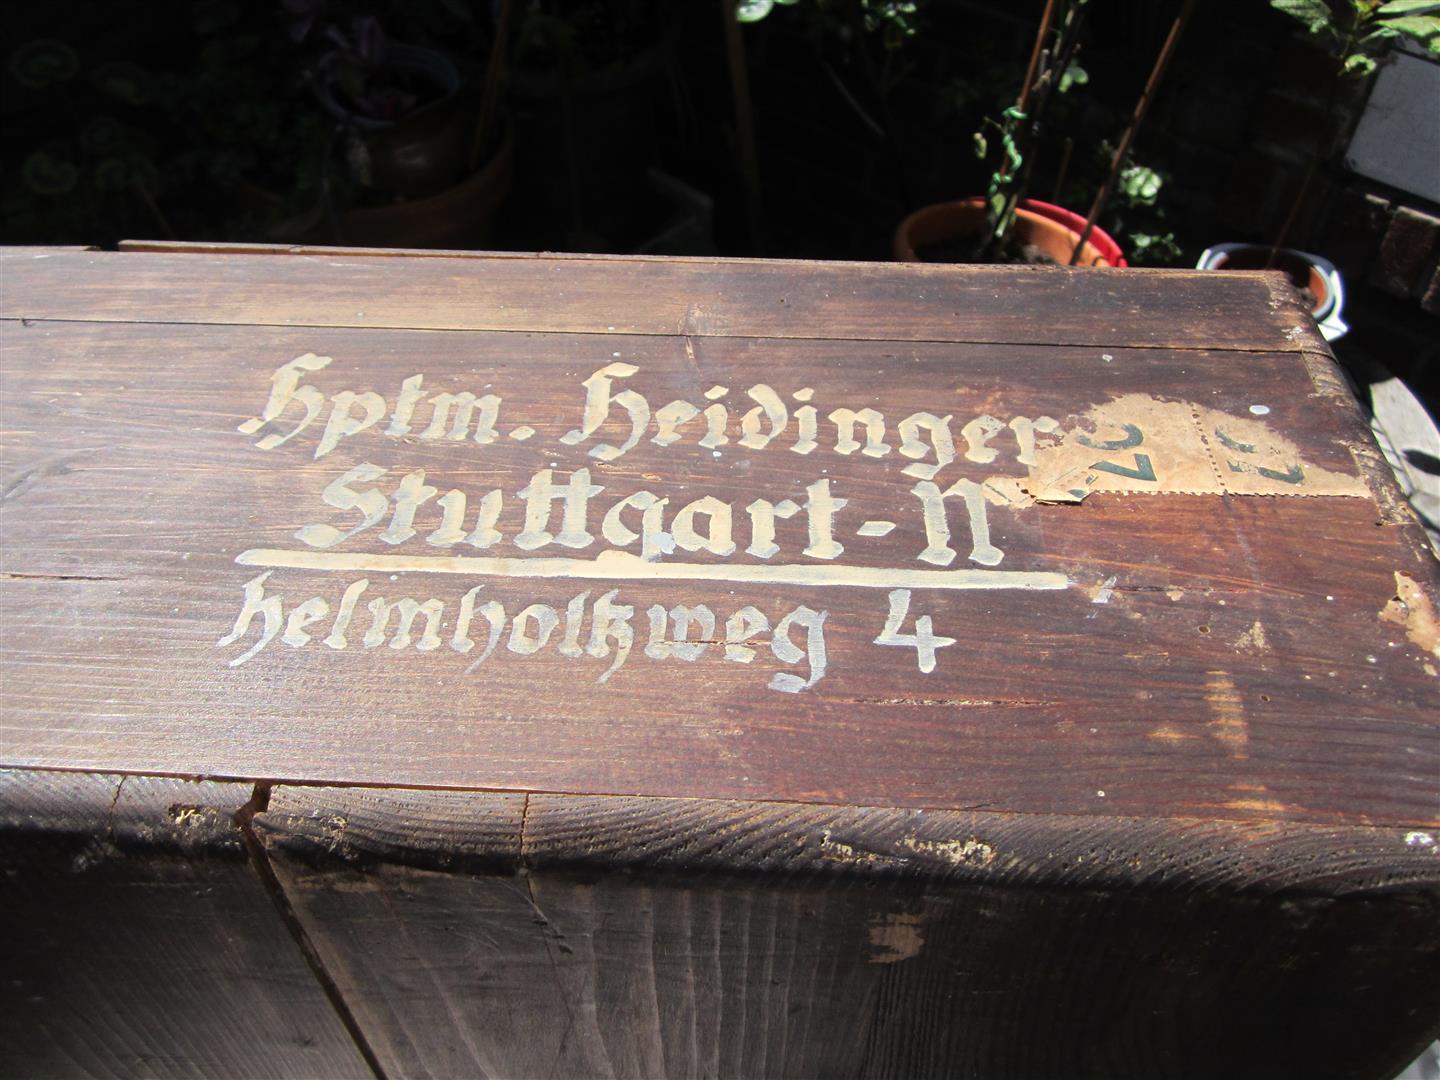 Hptm. Heidinger
Stuttgart-N
Helmholtzweg 4